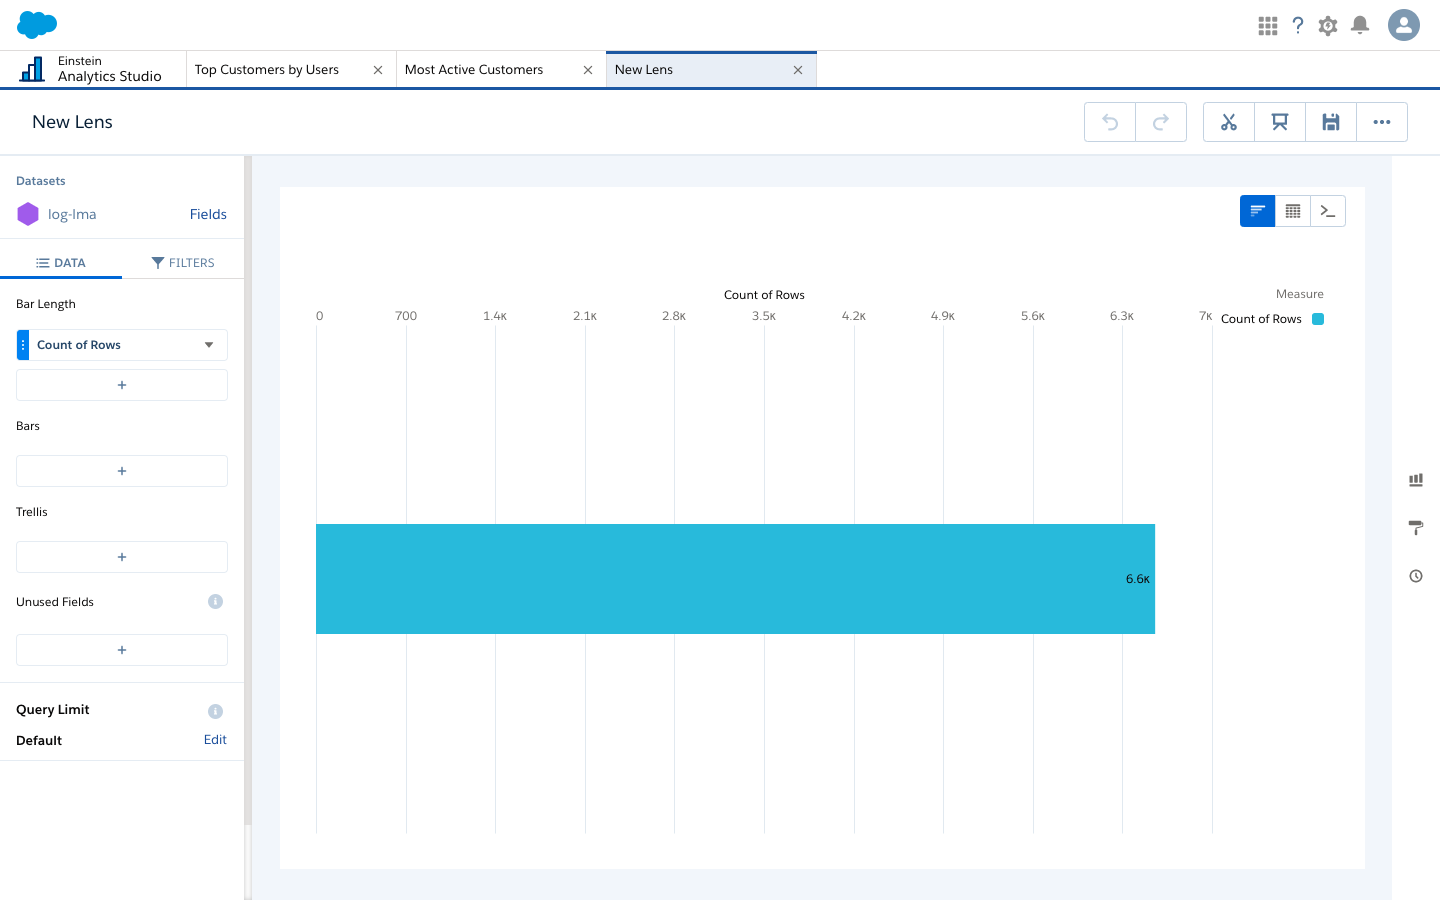 Einstein
Analytics Studio
Top Customers by Users
Most Active Customers
New Lens
New Lens
Datasets
log-lma
Fields
DATA
FILTERS
Bar Length
Count of Rows
+
Bars
+
Trellis
+
Unused Fields
+
Query Limit
Default
Edit
Count of Rows
0 700 1.4K 2.1K 2.8K 3.5K 4.2K 4.9K 5.6K 6.3K 7K
Measure
Count of Rows
6.6K